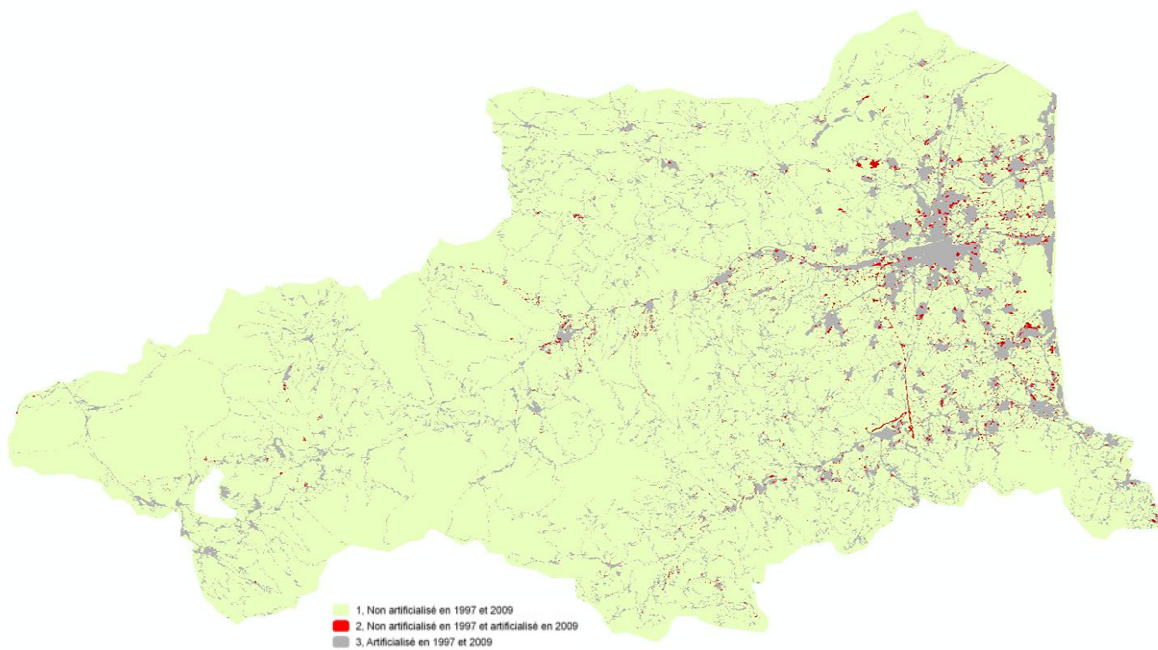 1, Non artificialisé en 1997 et 2009
2, Non artificialisé en 1997 et artificialisé en 2009
3, Artificialisé en 1997 et 2009